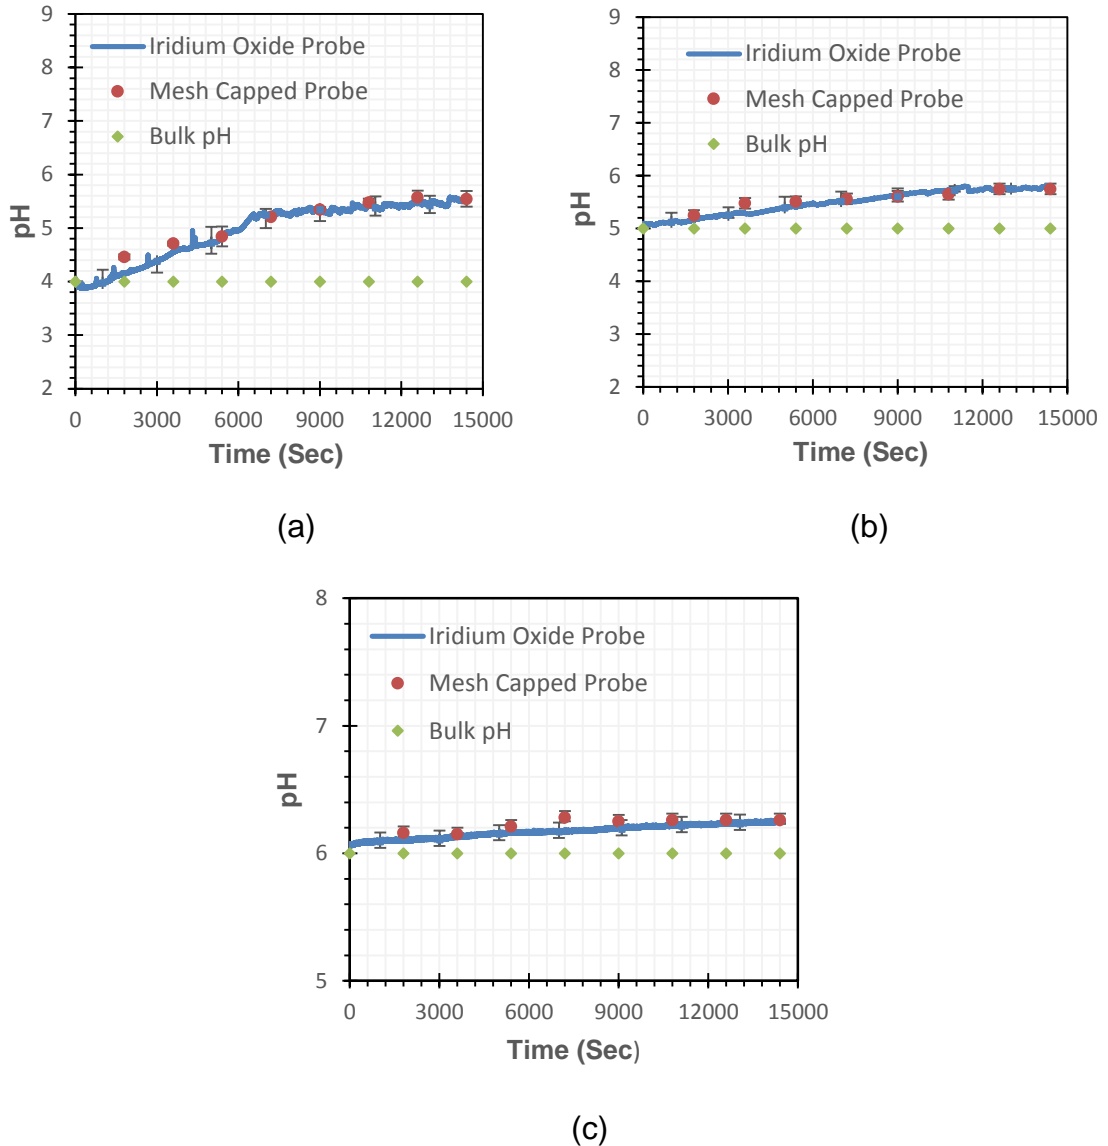 9
8
7
6
5
4
3
2
pH
Iridium Oxide Probe
Mesh Capped Probe
Bulk pH
0 3000 6000 9000 12000 15000
Time (Sec)
(a)
9
8
7
6
5
4
3
2
pH
Iridium Oxide Probe
Mesh Capped Probe
Bulk pH
0 3000 6000 9000 12000 15000
Time (Sec)
(b)
8
7
6
5
pH
Iridium Oxide Probe
Mesh Capped Probe
Bulk pH
0 3000 6000 9000 12000 15000
Time (Sec)
(c)